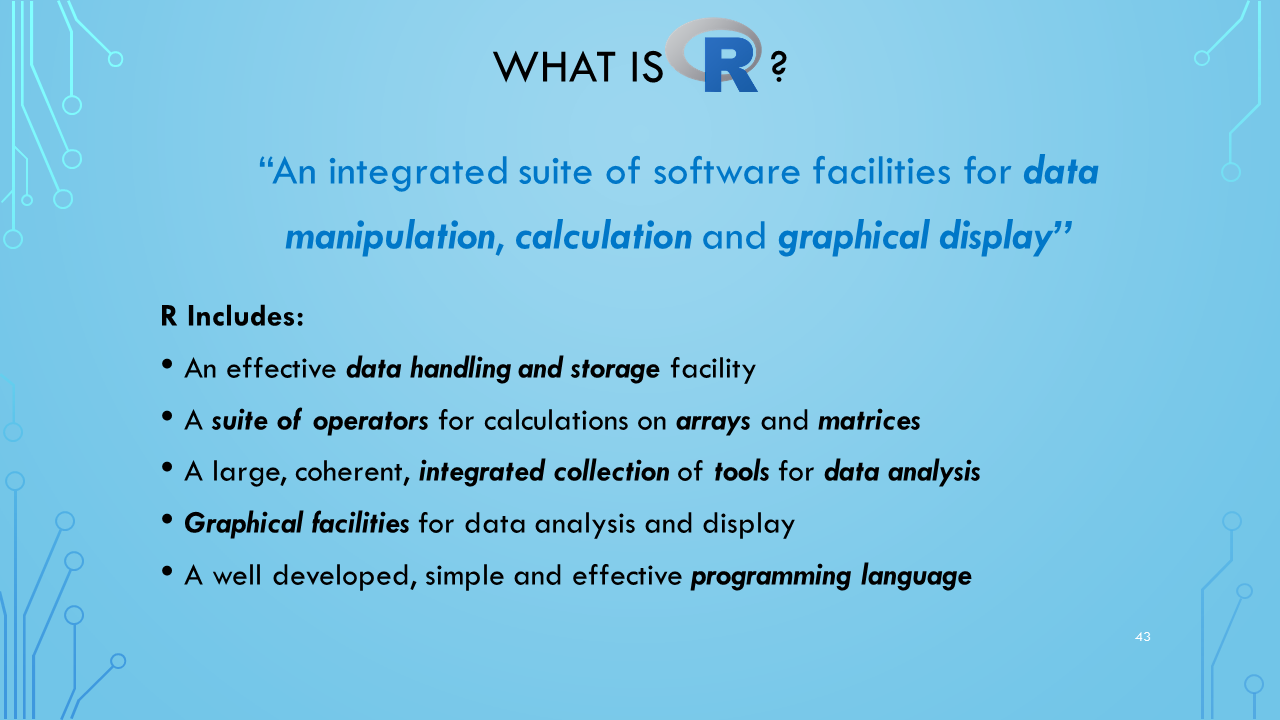 WHAT IS R ?
“An integrated suite of software facilities for data
manipulation, calculation and graphical display”
R Includes:
• An effective data handling and storage facility
• A suite of operators for calculations on arrays and matrices
• A large, coherent, integrated collection of tools for data analysis
• Graphical facilities for data analysis and display
• A well developed, simple and effective programming language
43